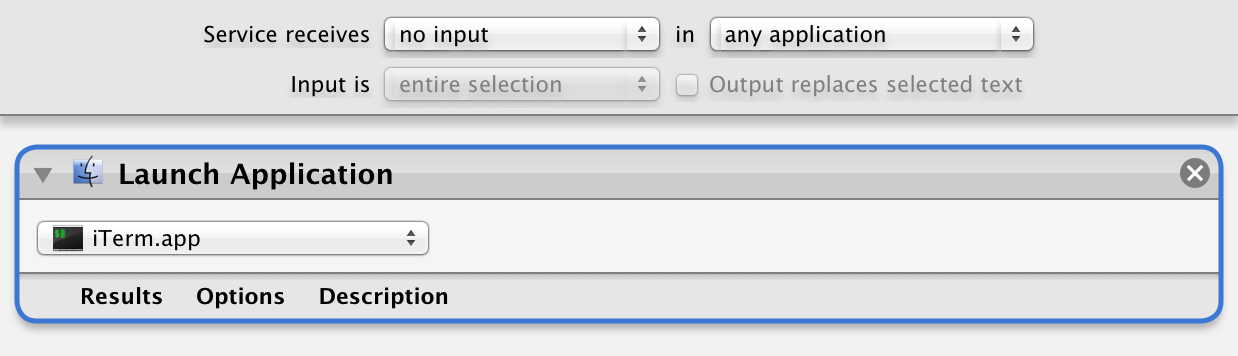 Service receives no input in any application
Input is entire selection Output replaces selected text
Launch Application
iTerm.app
Results Options Description